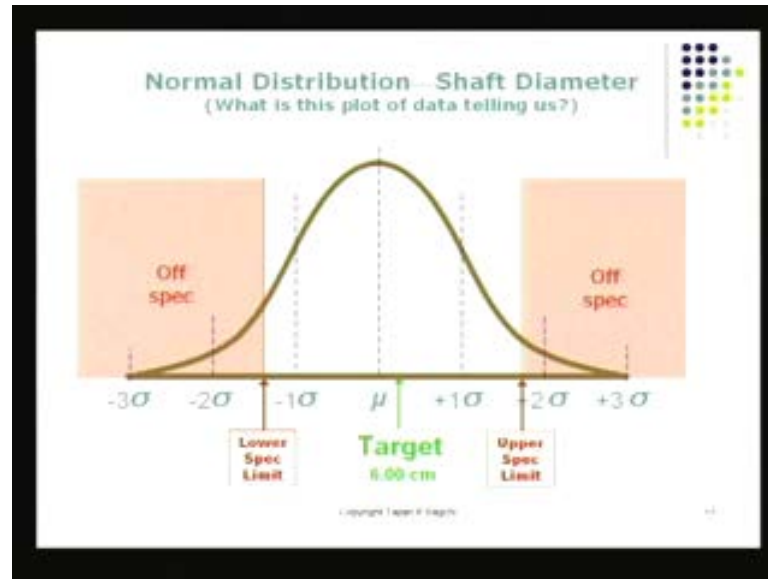 Normal Distribution Shaft Diameter
(What is this plot of data telling us?)
Off
spec
Off
spec
-3σ
-2σ
-1σ
μ
+1σ
+2σ
+3σ
Lower
Spec
Limit
Target
6.00 cm
Upper
Spec
Limit
Copyright